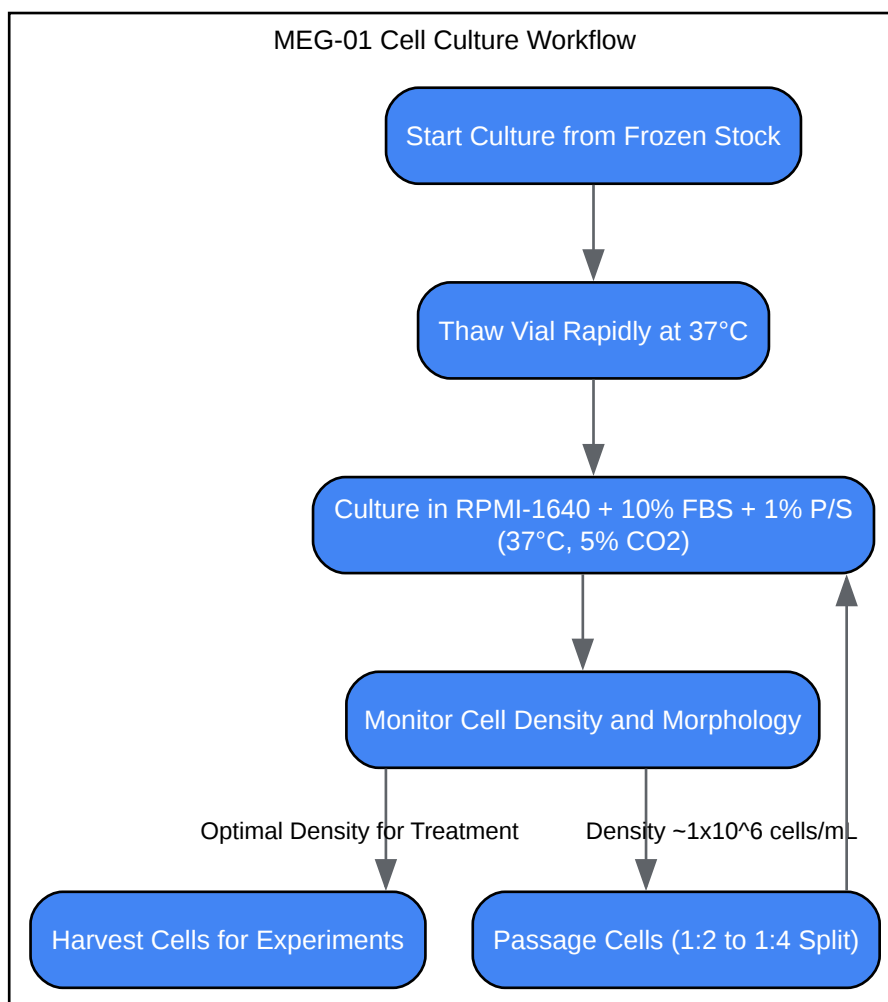 MEG-01 Cell Culture Workflow
Start Culture from Frozen Stock
Thaw Vial Rapidly at 37°C
Culture in RPMI-1640 + 10% FBS + 1% P/S
(37°C, 5% CO2)
Monitor Cell Density and Morphology
Optimal Density for Treatment
Density ~1x10^6 cells/mL
Harvest Cells for Experiments
Passage Cells (1:2 to 1:4 Split)